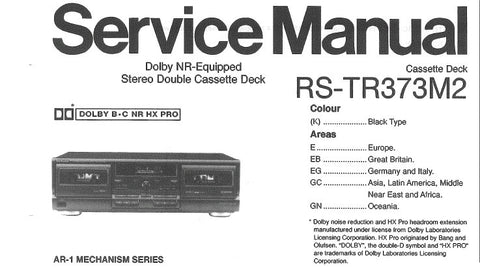 Service Manual
Dolby NR-Equipped
Stereo Double Cassette Deck
Cassette Deck
RS-TR373M2
DOLBY B•C NR HX PRO
Colour
(K) .................... Black Type
Areas
E ...................... Europe.
EB .................... Great Britain.
EG .................... Germany and Italy.
GC .................... Asia, Latin America, Middle
Near East and Africa.
GN .................... Oceania.
* Dolby noise reduction and HX Pro headroom extension
manufactured under license from Dolby Laboratories
Licensing Corporation. HX Pro originated by Bang and
Olufsen. "DOLBY", the double-D symbol and "HX PRO"
are trademarks of Dolby Laboratories Licensing Corporation.
AR-1 MECHANISM SERIES